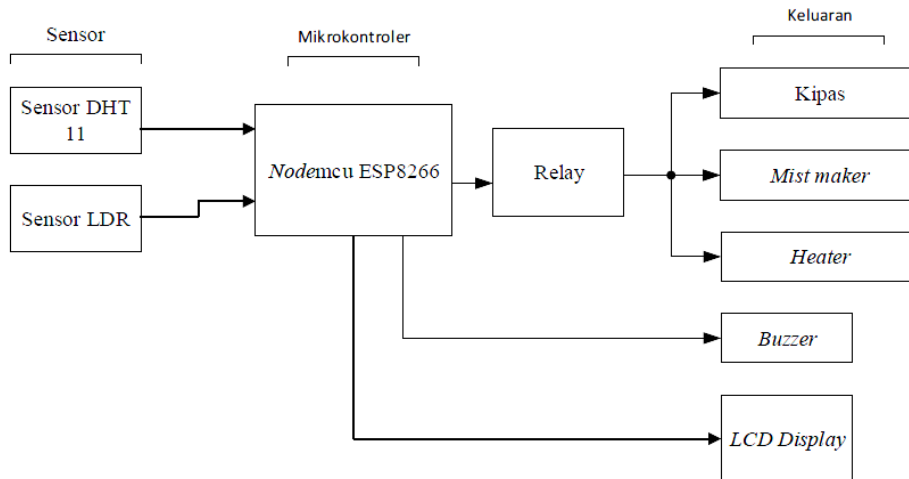 Sensor
Mikrokontroler
Keluaran
Sensor DHT
11
Sensor LDR
Nodemcu ESP8266
Relay
Kipas
Mist maker
Heater
Buzzer
LCD Display